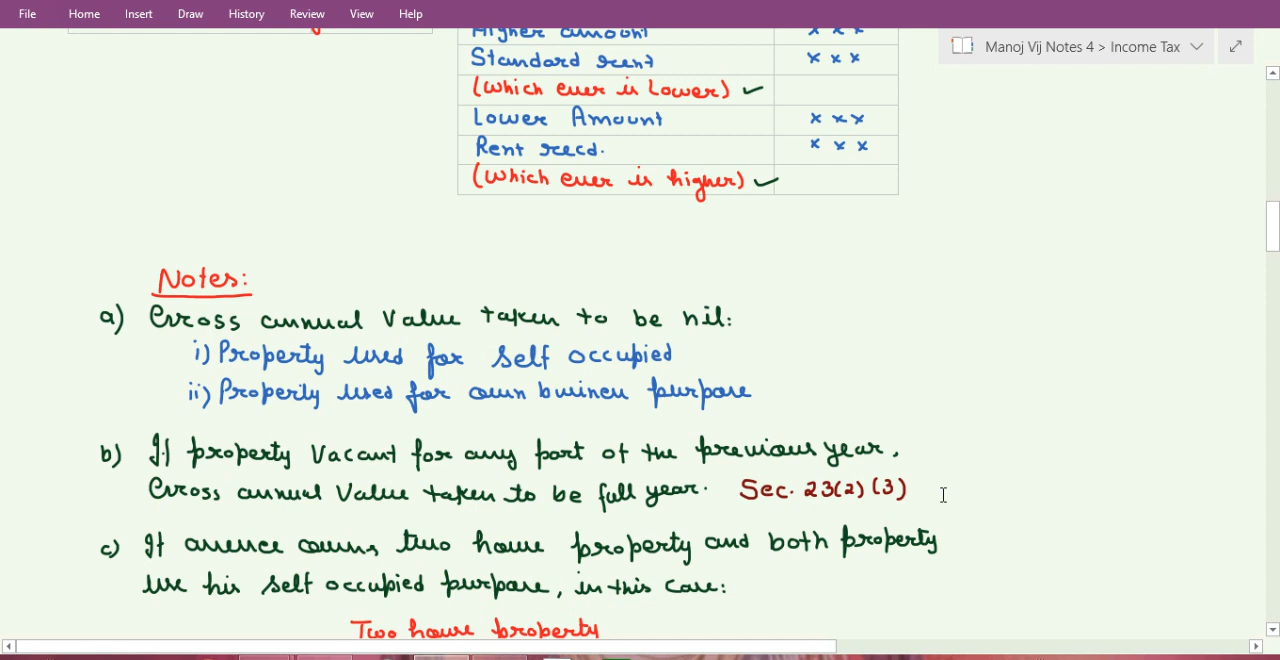 File Home Insert Draw History Review View Help
Manoj Vij Notes 4 > Income Tax
Higher amount x x x
Standard rent x x x
(Which ever is Lower) ✓
Lower Amount x x x
Rent recd. x x x
(Which ever is higher) ✓
Notes:
a) Gross annual Value taken to be nil:
i) Property used for self occupied
ii) Property used for own business purpose
b) If property Vacant for any part of the previous year,
Gross annual Value taken to be full year. Sec. 23(2) (3)
c) If assessee owns two house property and both property
use his self occupied purpose, in this case:
Two house property